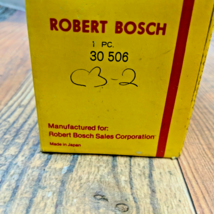 ROBERT BOSCH
1 PC.
30 506
C3-2
Manufactured for:
Robert Bosch Sales Corporation
Made in Japan